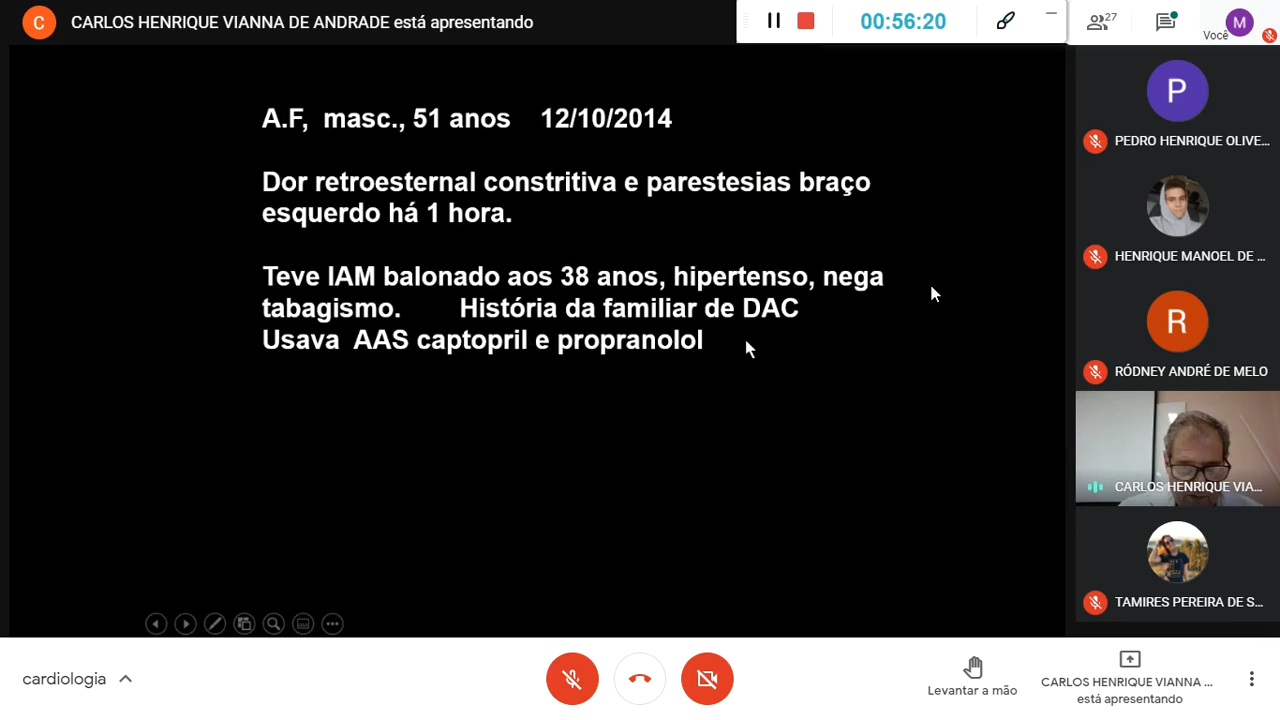 C
CARLOS HENRIQUE VIANNA DE ANDRADE está apresentando
00:56:20
27
Você
M
A.F, masc., 51 anos 12/10/2014
Dor retroesternal constritiva e parestesias braço
esquerdo há 1 hora.
Teve IAM balonado aos 38 anos, hipertenso, nega
tabagismo. História da familiar de DAC
Usava AAS captopril e propranolol
P
PEDRO HENRIQUE OLIVE...
HENRIQUE MANOEL DE ...
R
RÓDNEY ANDRÉ DE MELO
CARLOS HENRIQUE VIA...
TAMIRES PEREIRA DE S...
cardiologia
Levantar a mão
CARLOS HENRIQUE VIANNA ...
está apresentando